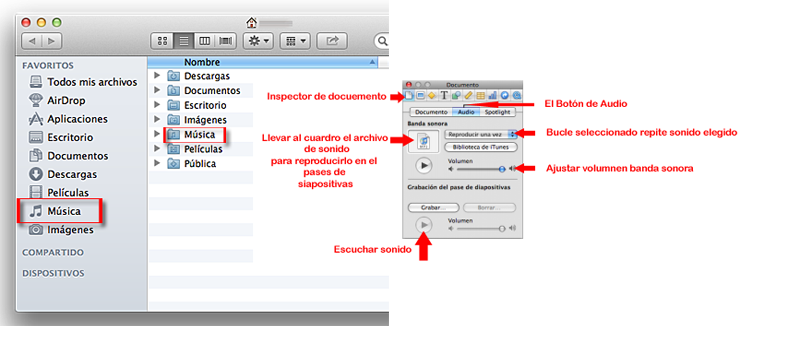 FAVORITOS
Todos mis archivos
AirDrop
Aplicaciones
Escritorio
Documentos
Descargas
Películas
Música
Imágenes
COMPARTIDO
DISPOSITIVOS
Nombre
Descargas
Documentos
Escritorio
Imágenes
Música
Películas
Pública
Inspector de docuemento
Llevar al cuardro el archivo
de sonido
para reproducirlo en el
pases de
siapositivas
Escuchar sonido
Documento
Documento Audio Spotlight
Banda sonora
Reproducir una vez
Biblioteca de iTunes
Volumen
Grabación del pase de diapositivas
Grabar... Borrar...
Volumen
El Botón de Audio
Bucle seleccionado repite sonido elegido
Ajustar volumnen banda sonora